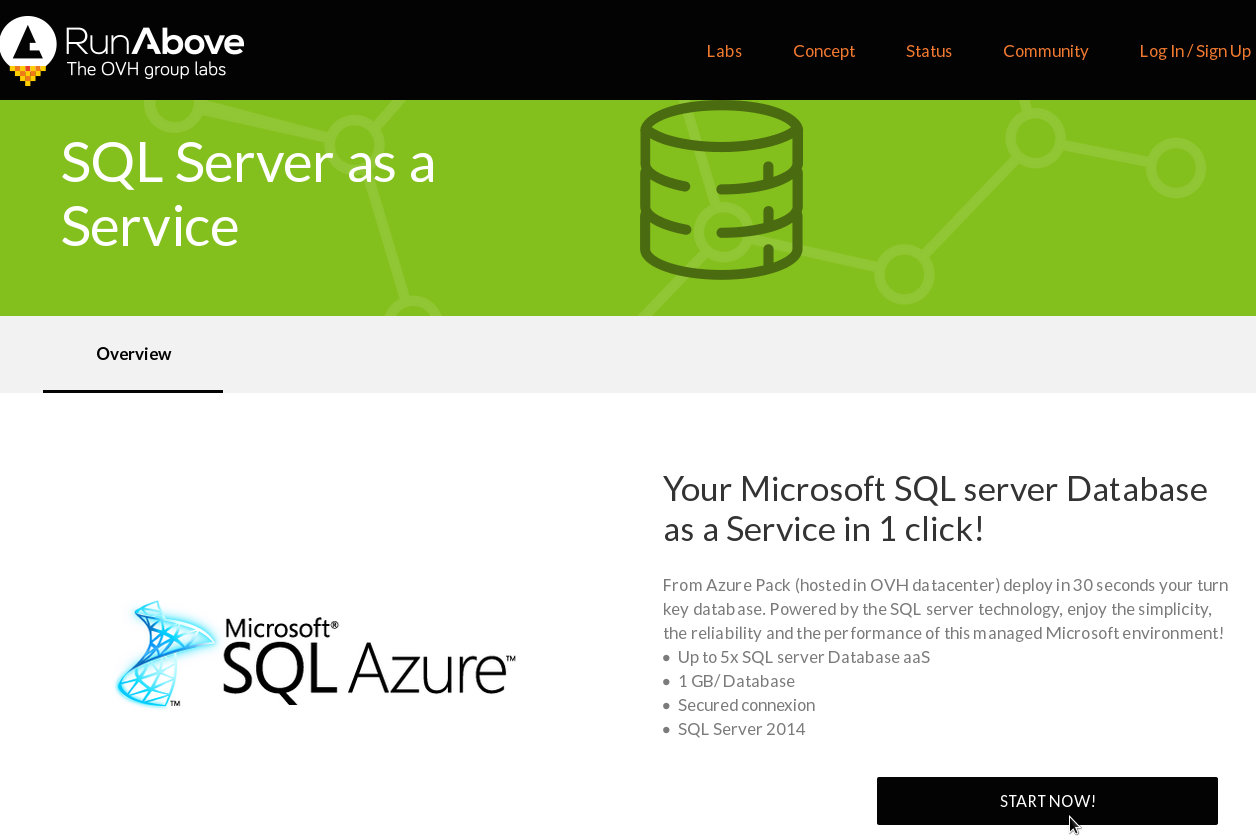 RunAbove
The OVH group labs
Labs
Concept
Status
Community
Log In / Sign Up
SQL Server as a
Service
Overview
Your Microsoft SQL server Database
as a Service in 1 click!
From Azure Pack (hosted in OVH datacenter) deploy in 30 seconds your turn
key database. Powered by the SQL server technology, enjoy the simplicity,
the reliability and the performance of this managed Microsoft environment!
• Up to 5x SQL server Database aaS
• 1 GB/ Database
• Secured connexion
• SQL Server 2014
Microsoft®
SQL Azure™
™
START NOW!